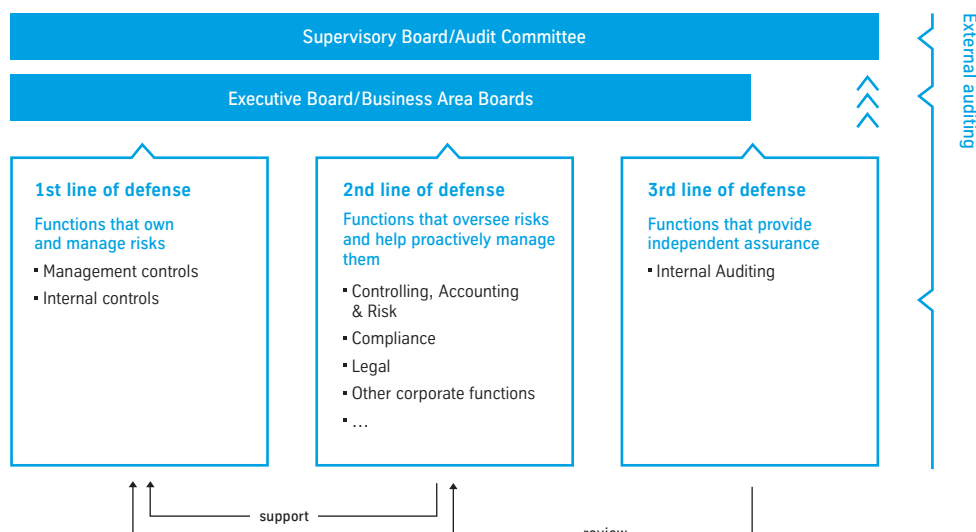 Supervisory Board/Audit Committee
Executive Board/Business Area Boards
External auditing
1st line of defense
Functions that own
and manage risks
▪ Management controls
▪ Internal controls
2nd line of defense
Functions that oversee risks
and help proactively manage
them
▪ Controlling, Accounting
& Risk
▪ Compliance
▪ Legal
▪ Other corporate functions
▪ …
3rd line of defense
Functions that provide
independent assurance
▪ Internal Auditing
support
review